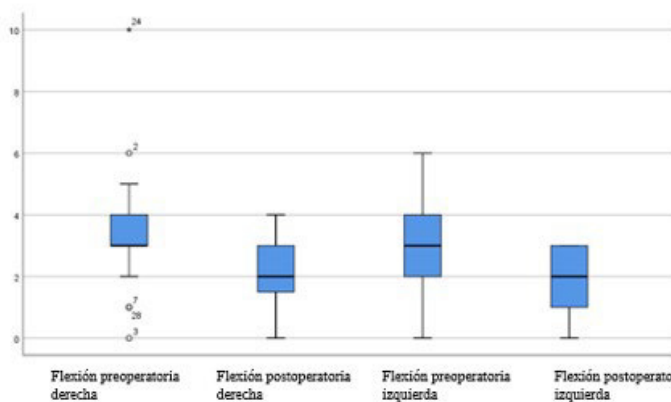 10
24
8
6
2
4
2
7
28
0
3
Flexión preoperatoria
derecha
Flexión postoperatoria
derecha
Flexión preoperatoria
izquierda
Flexión postoperato
izquierda